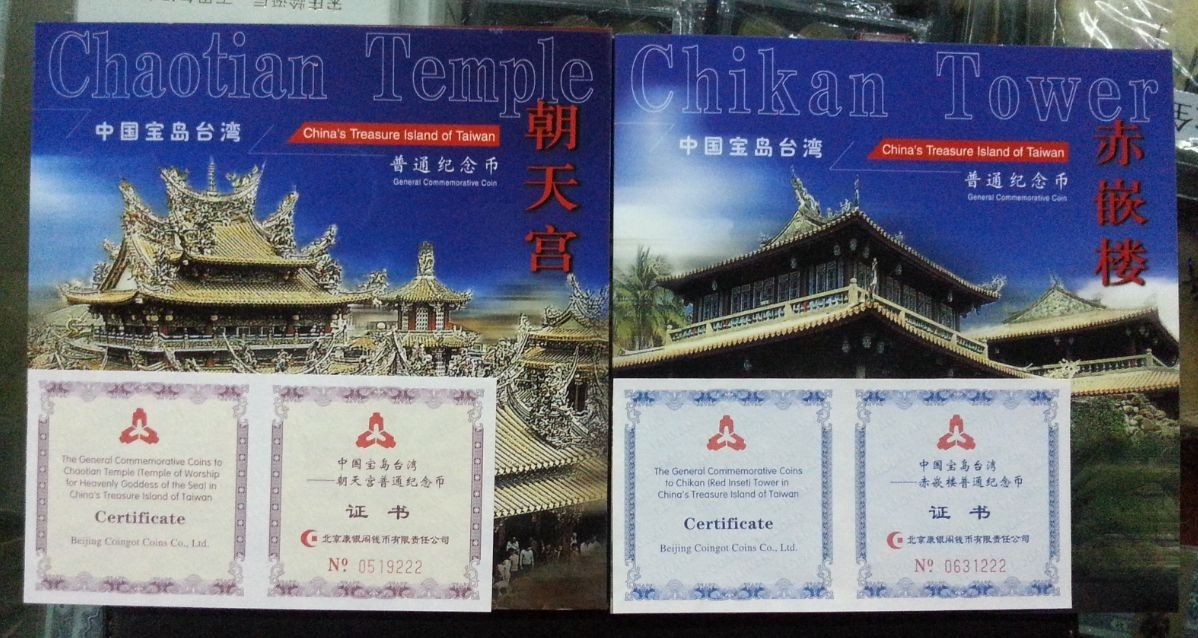 Chaotian Temple
中国宝岛台湾
China's Treasure Island of Taiwan
普通纪念币
General Commemorative Coin
朝天宫
The General Commemorative Coins to
Chaotian Temple (Temple of Worship
for Heavenly Goddess of the Sea) in
China's Treasure Island of Taiwan
Certificate
Beijing Coingot Coins Co., Ltd.
中国宝岛台湾
——朝天宫普通纪念币
证书
北京康银阁钱币有限责任公司
Nº 0519222
Chikan Tower
中国宝岛台湾
China's Treasure Island of Taiwan
普通纪念币
General Commemorative Coin
赤嵌楼
The General Commemorative Coins
to Chikan (Red Inset) Tower in
China's Treasure Island of Taiwan
Certificate
Beijing Coingot Coins Co., Ltd.
中国宝岛台湾
——赤嵌楼普通纪念币
证书
北京康银阁钱币有限责任公司
Nº 0631222